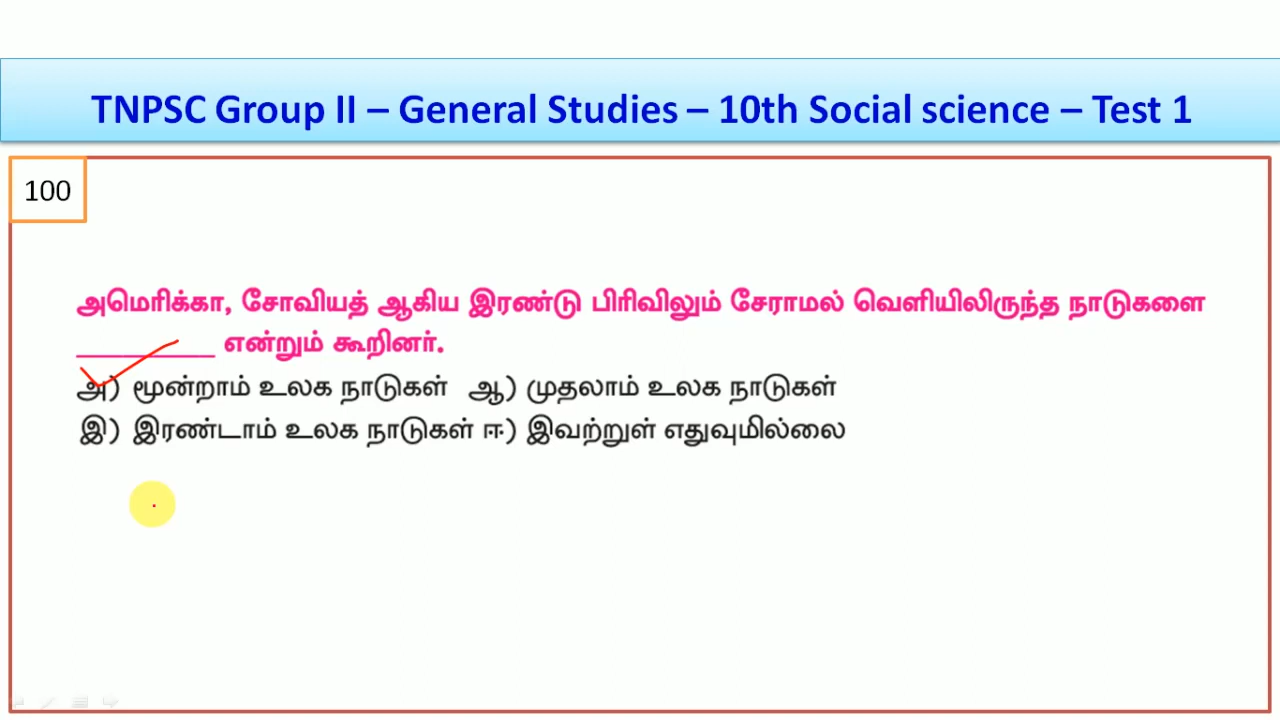 TNPSC Group II – General Studies – 10th Social science – Test 1
100
அமெரிக்கா, சோவியத் ஆகிய இரண்டு பிரிவிலும் சேராமல் வெளியிலிருந்த நாடுகளை
__________ என்றும் கூறினர்.
அ) மூன்றாம் உலக நாடுகள் ஆ) முதலாம் உலக நாடுகள்
இ) இரண்டாம் உலக நாடுகள் ஈ) இவற்றுள் எதுவுமில்லை